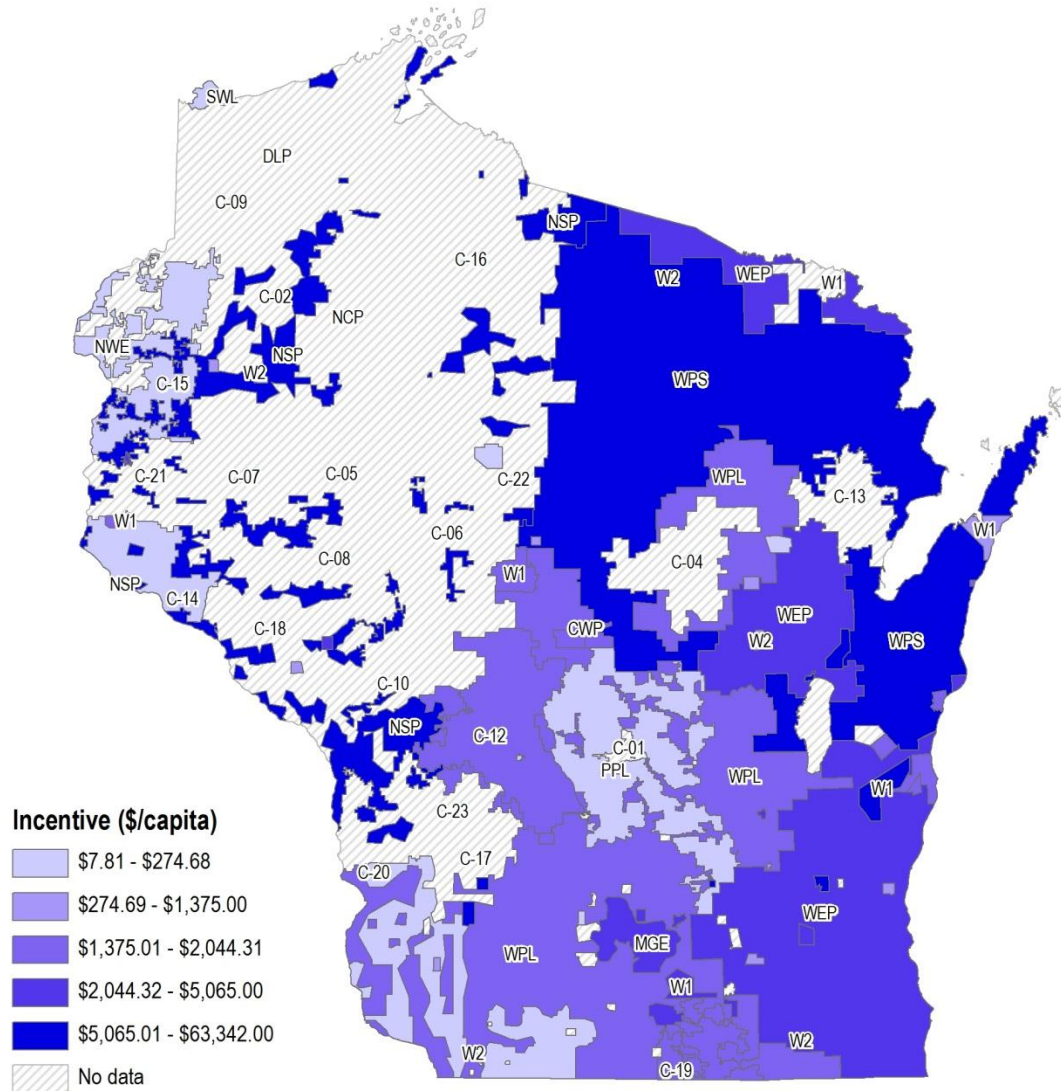 SWL
DLP
C-09
NSP
C-16
W2
WEP
W1
C-02
NCP
NWE
NSP
W2
C-15
WPS
C-21
C-07
C-05
C-22
WPL
C-13
W1
W1
C-06
C-08
C-04
W1
NSP
C-14
C-18
CWP
WEP
W2
WPS
C-10
NSP
C-12
C-01
PPL
WPL
W1
C-23
C-17
C-20
WEP
WPL
MGE
W1
W2
W2
C-19
Incentive ($/capita)
$7.81 - $274.68
$274.69 - $1,375.00
$1,375.01 - $2,044.31
$2,044.32 - $5,065.00
$5,065.01 - $63,342.00
No data